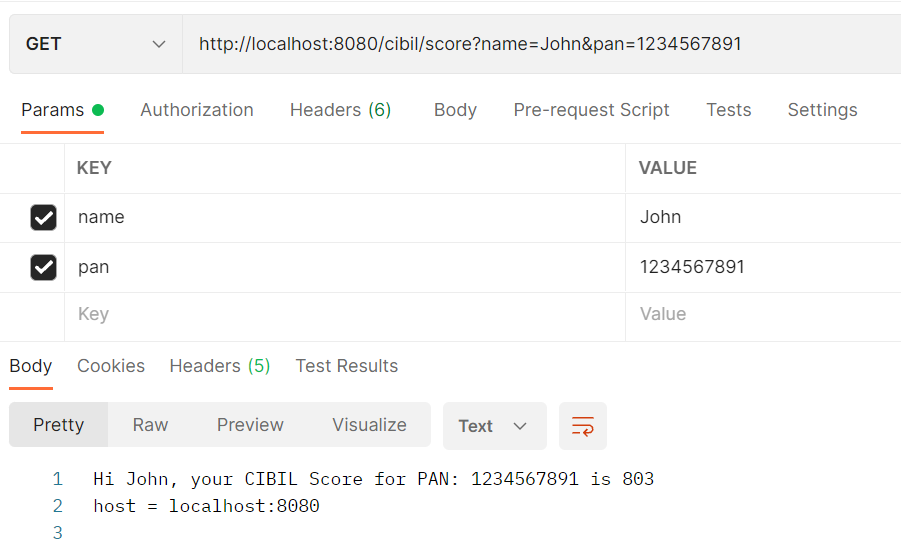 GET http://localhost:8080/cibil/score?name=John&pan=1234567891
Params Authorization Headers (6) Body Pre-request Script Tests Settings
KEY VALUE
name John
pan 1234567891
Key Value
Body Cookies Headers (5) Test Results
Pretty Raw Preview Visualize Text
1 Hi John, your CIBIL Score for PAN: 1234567891 is 803
2 host = localhost:8080
3